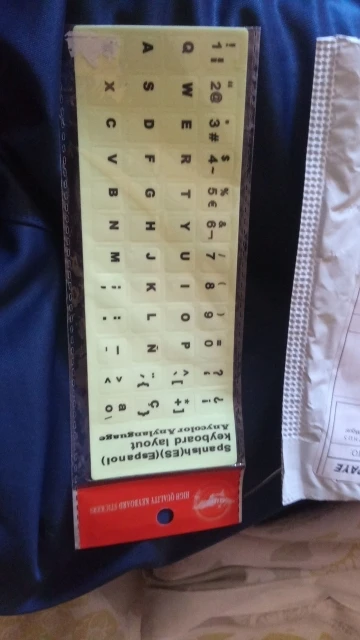 ! " · $ % & / ( ) = ? ¿
1 | 2 @ 3 # 4 ~ 5 € 6 ¬ 7 8 9 0 ' ¡
Q W E R T Y U I O P ^ ` [ * + ]
A S D F G H J K L Ñ ¨ ´ { Ç }
X C V B N M ; , : . _ - > < ª º \
Spanish(ES)(Espanol)
keyboard layout
Anycolor Anylanguage
HIGH QUALITY KEYBOARD STICKERS
PAYE